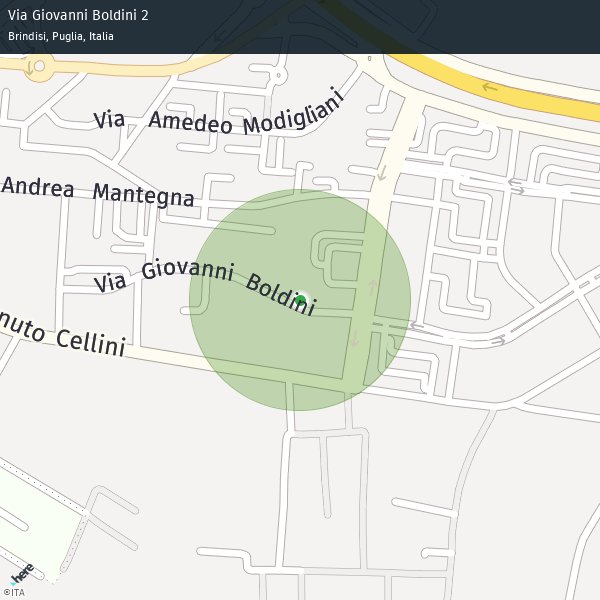 Via Giovanni Boldini 2
Brindisi, Puglia, Italia
Via Amedeo Modigliani
Andrea Mantegna
Via Giovanni Boldini
nuto Cellini
here
©ITA